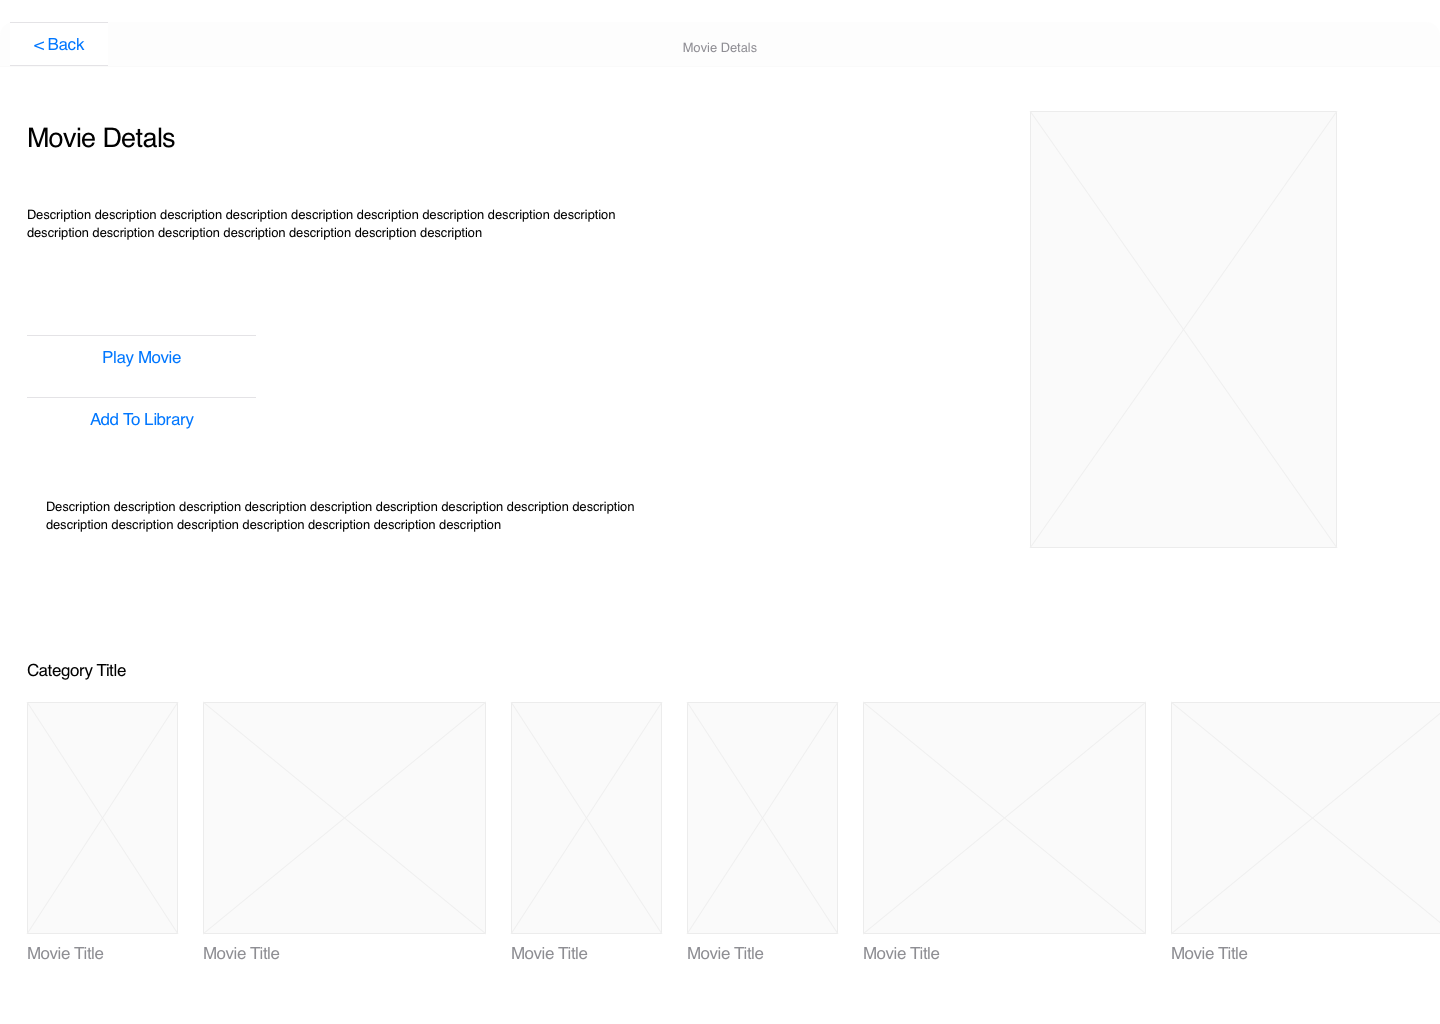 < Back
Movie Detals
Movie Detals
Description description description description description description description description description
description description description description description description description
Play Movie
Add To Library
Description description description description description description description description description
description description description description description description description
Category Title
Movie Title
Movie Title
Movie Title
Movie Title
Movie Title
Movie Title